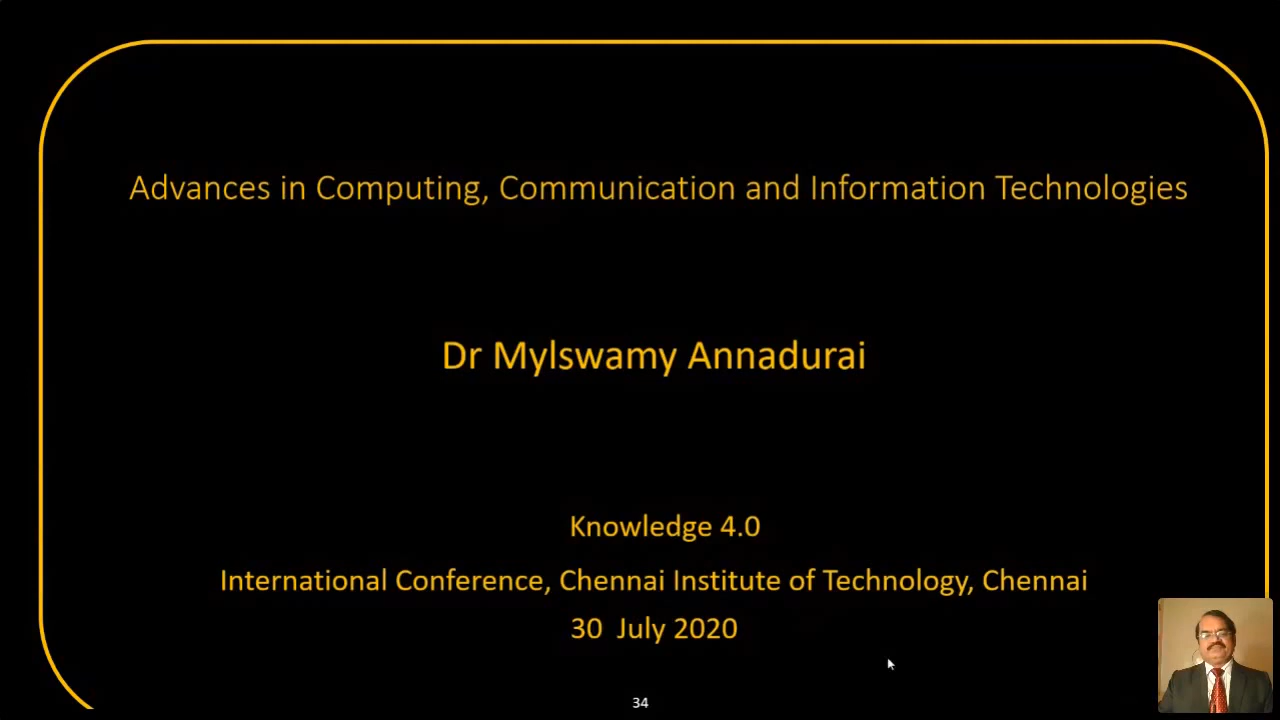 Advances in Computing, Communication and Information Technologies
Dr Mylswamy Annadurai
Knowledge 4.0
International Conference, Chennai Institute of Technology, Chennai
30 July 2020
34